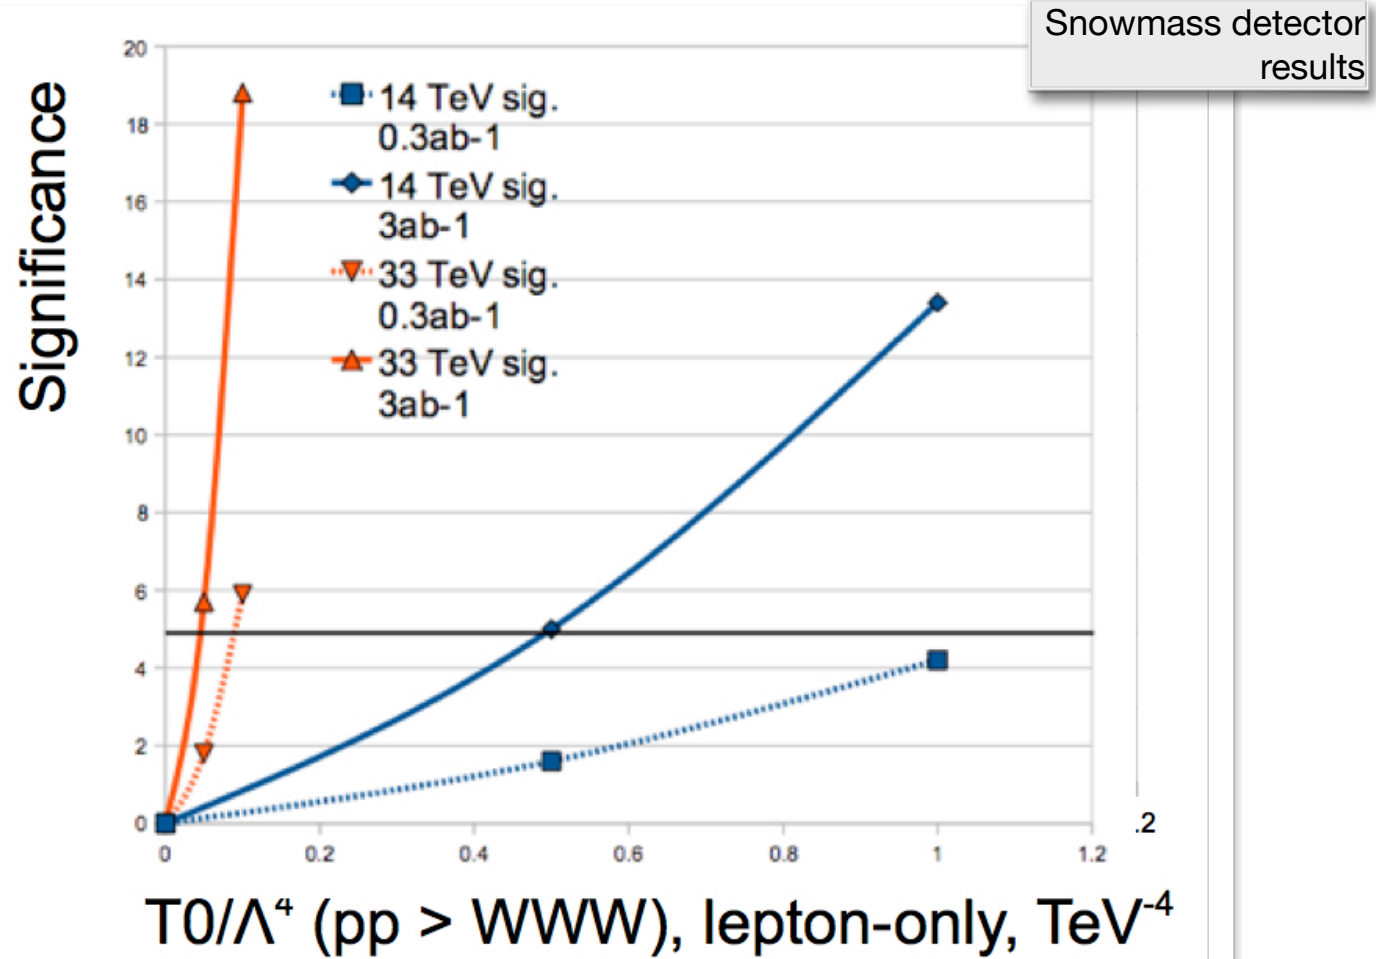 Snowmass detector
results
Significance
20
18
16
14
12
10
8
6
4
2
0
14 TeV sig.
0.3ab-1
14 TeV sig.
3ab-1
33 TeV sig.
0.3ab-1
33 TeV sig.
3ab-1
0 0.2 0.4 0.6 0.8 1 1.2
.2
T0/Λ⁴ (pp > WWW), lepton-only, TeV⁻⁴